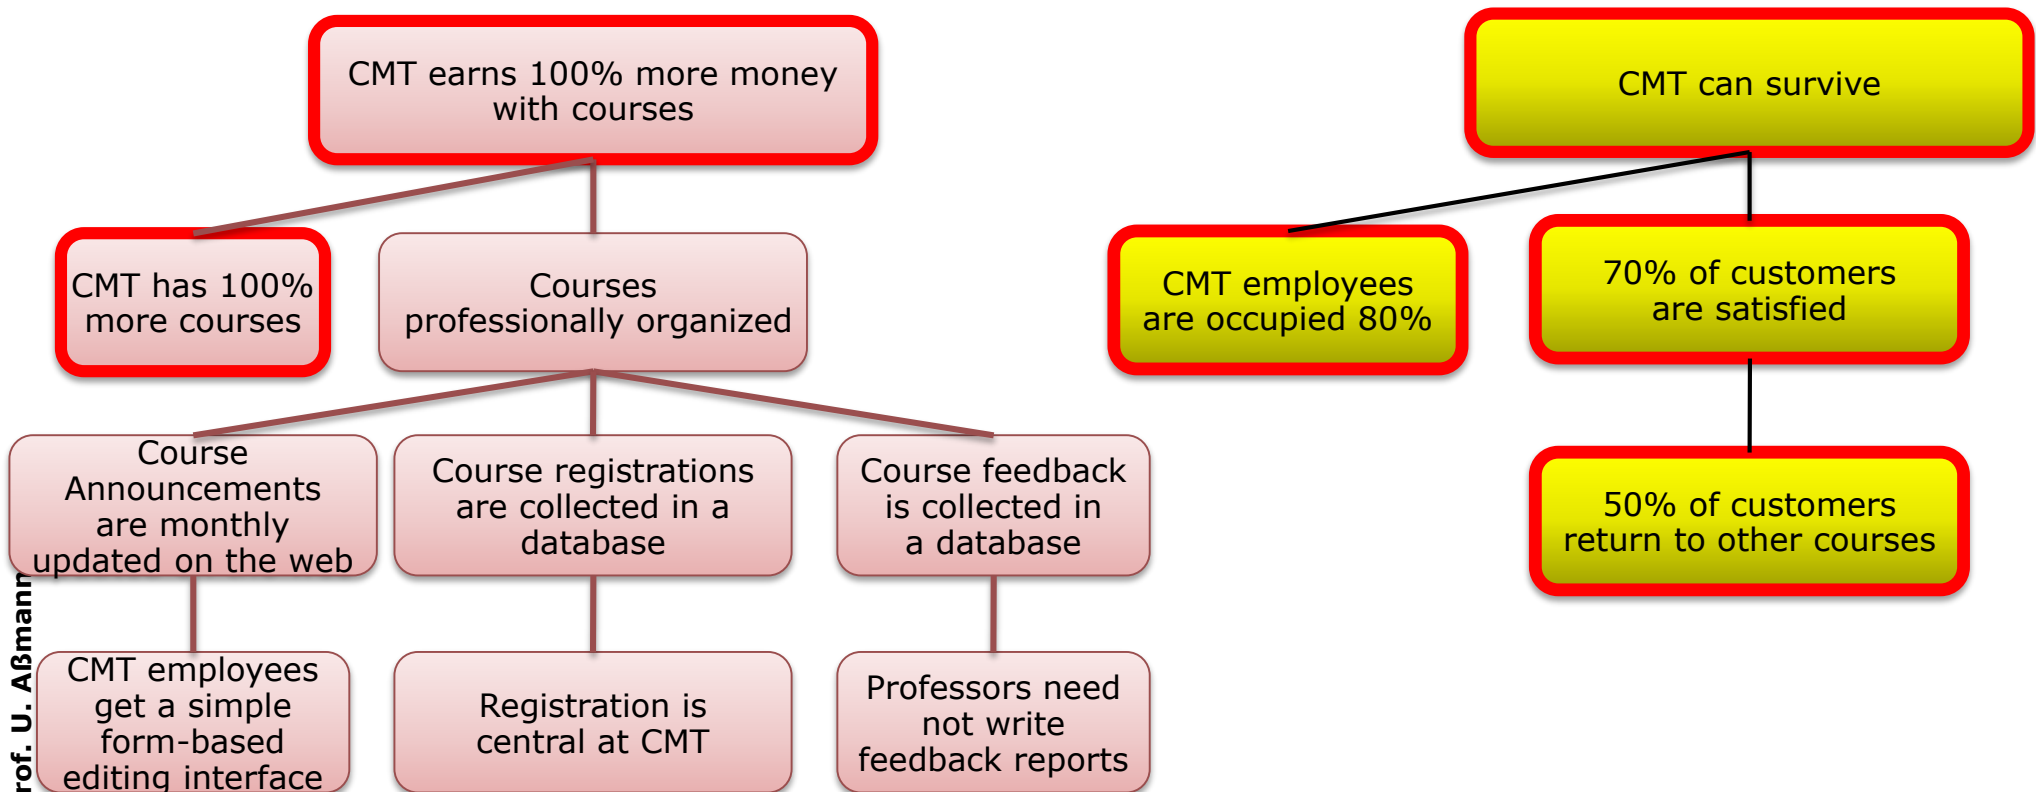 CMT earns 100% more money
with courses
CMT can survive
CMT has 100%
more courses
Courses
professionally organized
CMT employees
are occupied 80%
70% of customers
are satisfied
Course
Announcements
are monthly
updated on the web
Course registrations
are collected in a
database
Course feedback
is collected in
a database
50% of customers
return to other courses
CMT employees
get a simple
form-based
editing interface
Registration is
central at CMT
Professors need
not write
feedback reports
rof. U. Aßmann